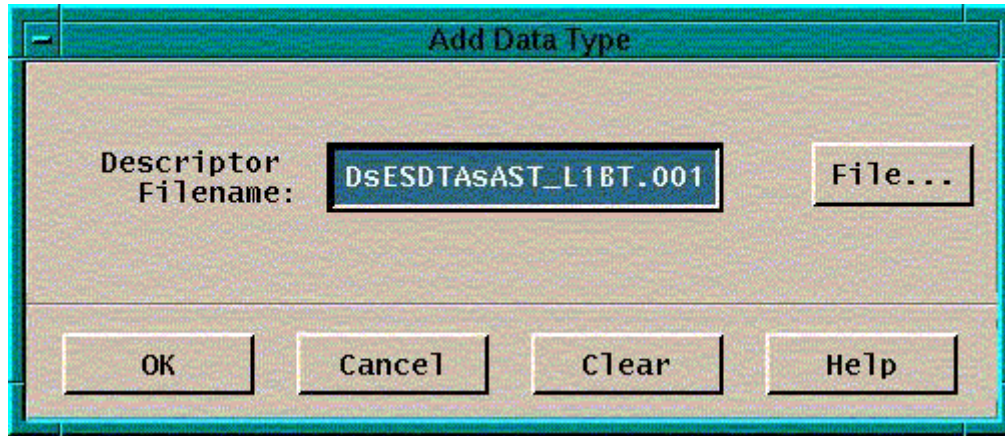 Add Data Type
Descriptor
Filename:
DsESDTAsAST_L1BT.001
File...
OK
Cancel
Clear
Help